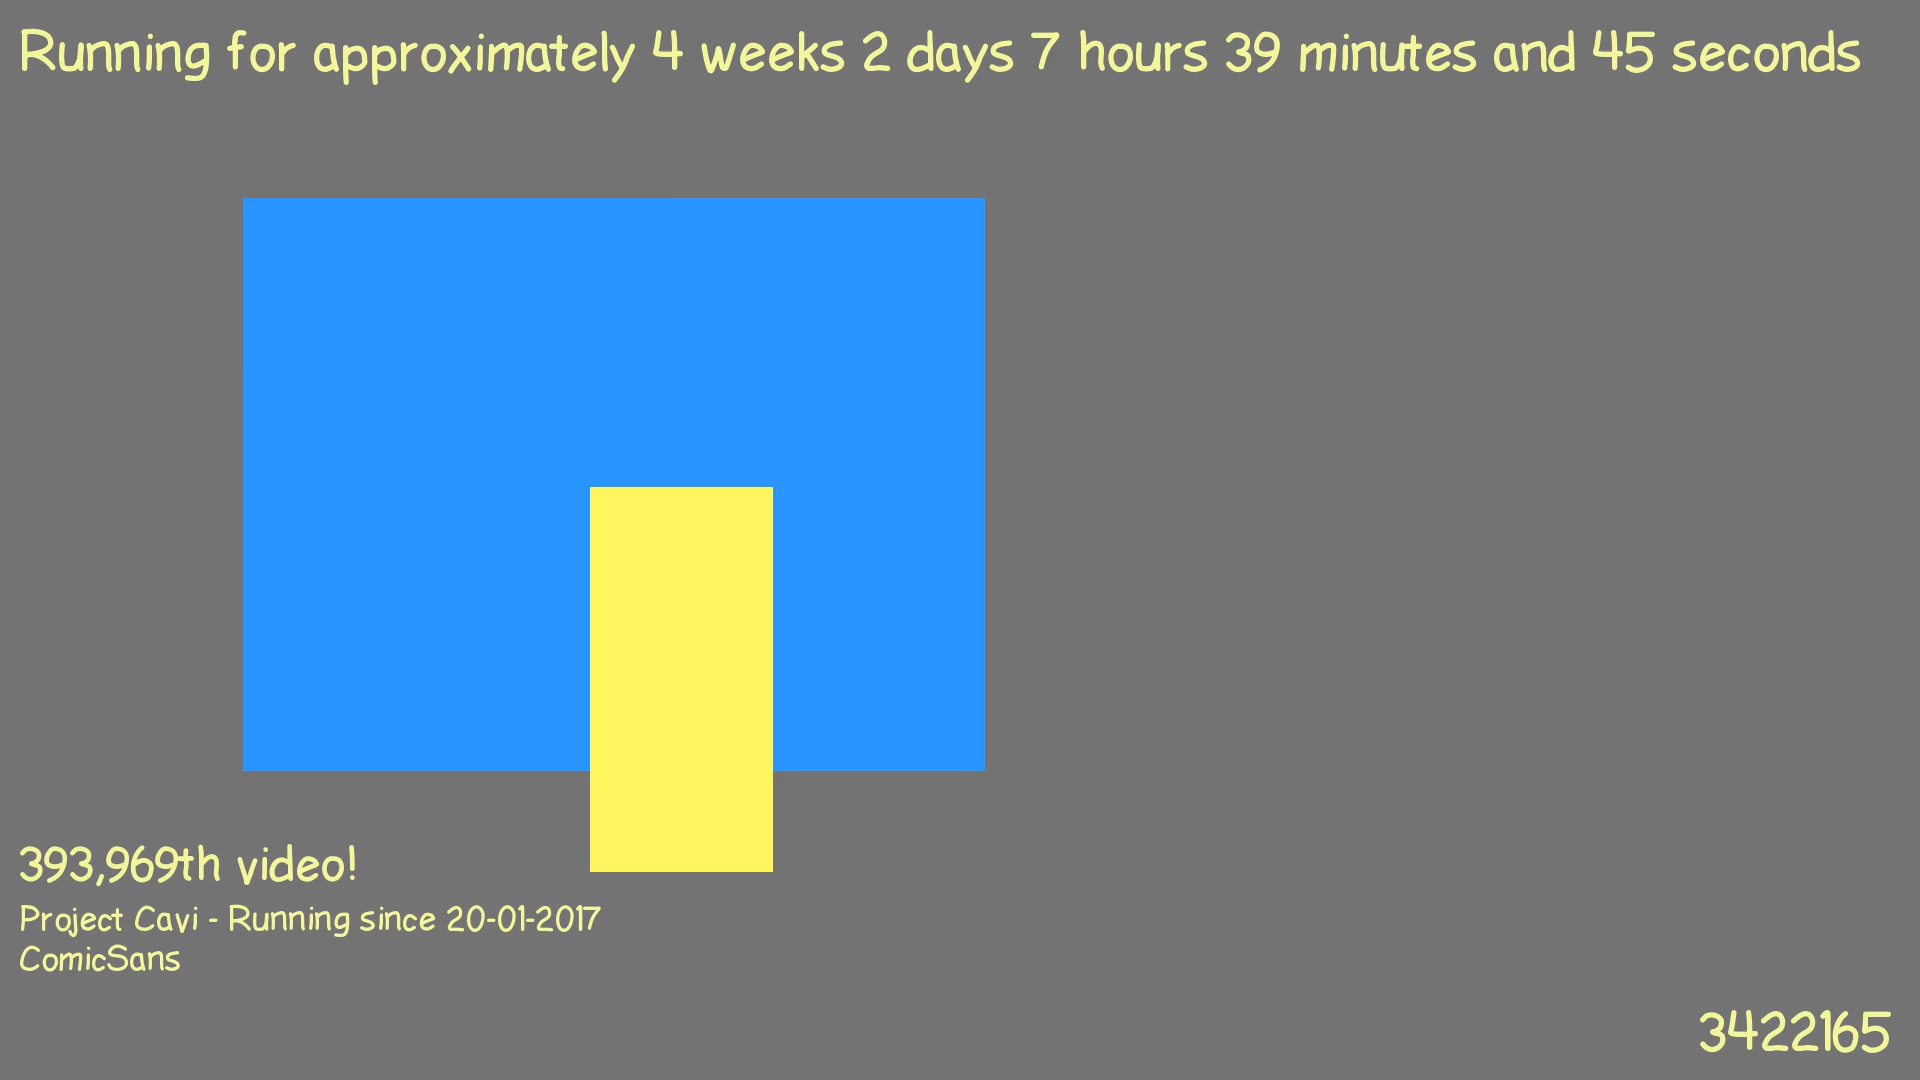 Running for approximately 4 weeks 2 days 7 hours 39 minutes and 45 seconds
393,969th video!
Project Cavi - Running since 20-01-2017
ComicSans
3422165